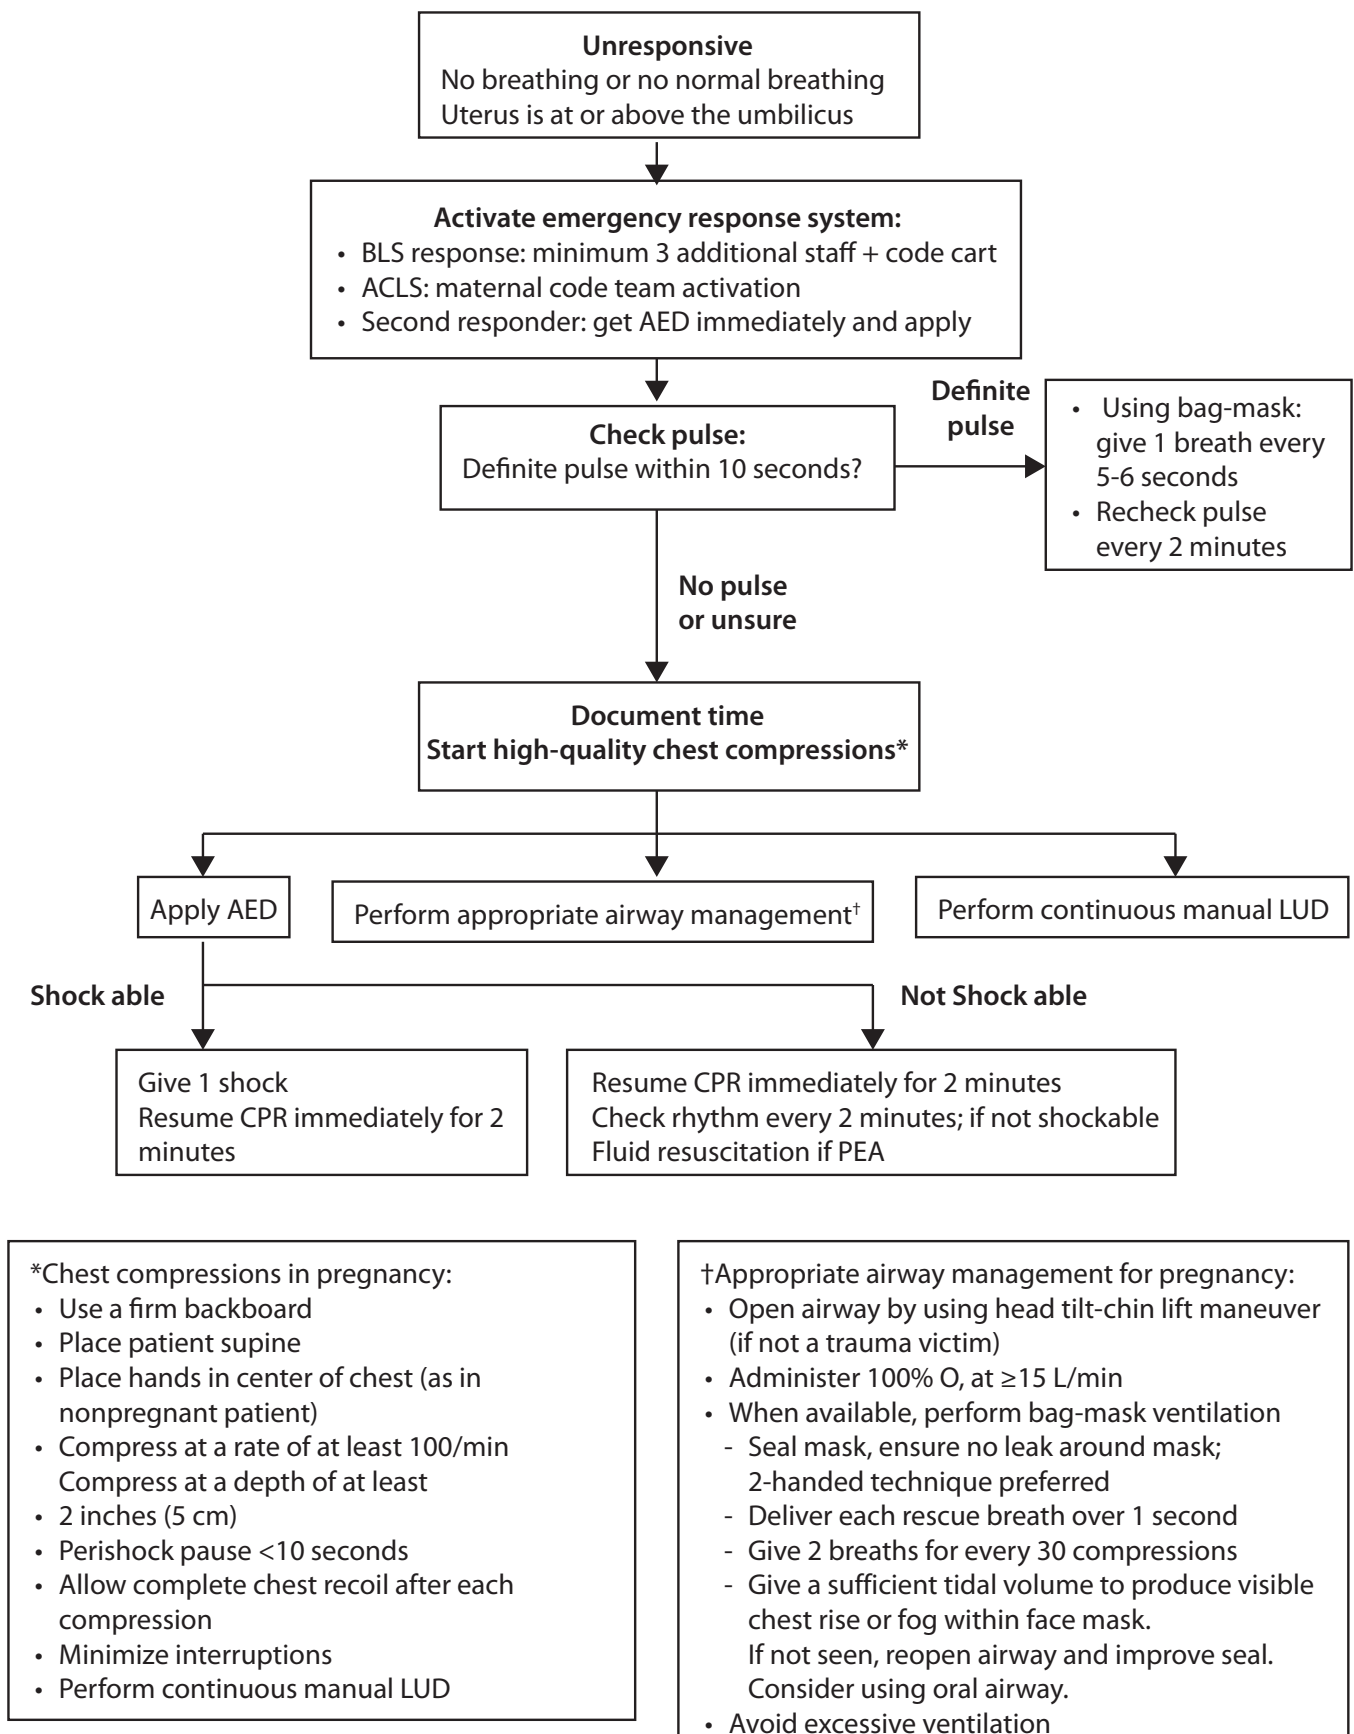 Unresponsive
No breathing or no normal breathing
Uterus is at or above the umbilicus
Activate emergency response system:
• BLS response: minimum 3 additional staff + code cart
• ACLS: maternal code team activation
• Second responder: get AED immediately and apply
Check pulse:
Definite pulse within 10 seconds?
Definite
pulse
• Using bag-mask:
give 1 breath every
5-6 seconds
• Recheck pulse
every 2 minutes
No pulse
or unsure
Document time
Start high-quality chest compressions*
Apply AED
Perform appropriate airway management†
Perform continuous manual LUD
Shock able
Not Shock able
Give 1 shock
Resume CPR immediately for 2
minutes
Resume CPR immediately for 2 minutes
Check rhythm every 2 minutes; if not shockable
Fluid resuscitation if PEA
*Chest compressions in pregnancy:
• Use a firm backboard
• Place patient supine
• Place hands in center of chest (as in
nonpregnant patient)
• Compress at a rate of at least 100/min
Compress at a depth of at least
• 2 inches (5 cm)
• Perishock pause <10 seconds
• Allow complete chest recoil after each
compression
• Minimize interruptions
• Perform continuous manual LUD
†Appropriate airway management for pregnancy:
• Open airway by using head tilt-chin lift maneuver
(if not a trauma victim)
• Administer 100% O, at ≥15 L/min
• When available, perform bag-mask ventilation
- Seal mask, ensure no leak around mask;
2-handed technique preferred
- Deliver each rescue breath over 1 second
- Give 2 breaths for every 30 compressions
- Give a sufficient tidal volume to produce visible
chest rise or fog within face mask.
If not seen, reopen airway and improve seal.
Consider using oral airway.
• Avoid excessive ventilation